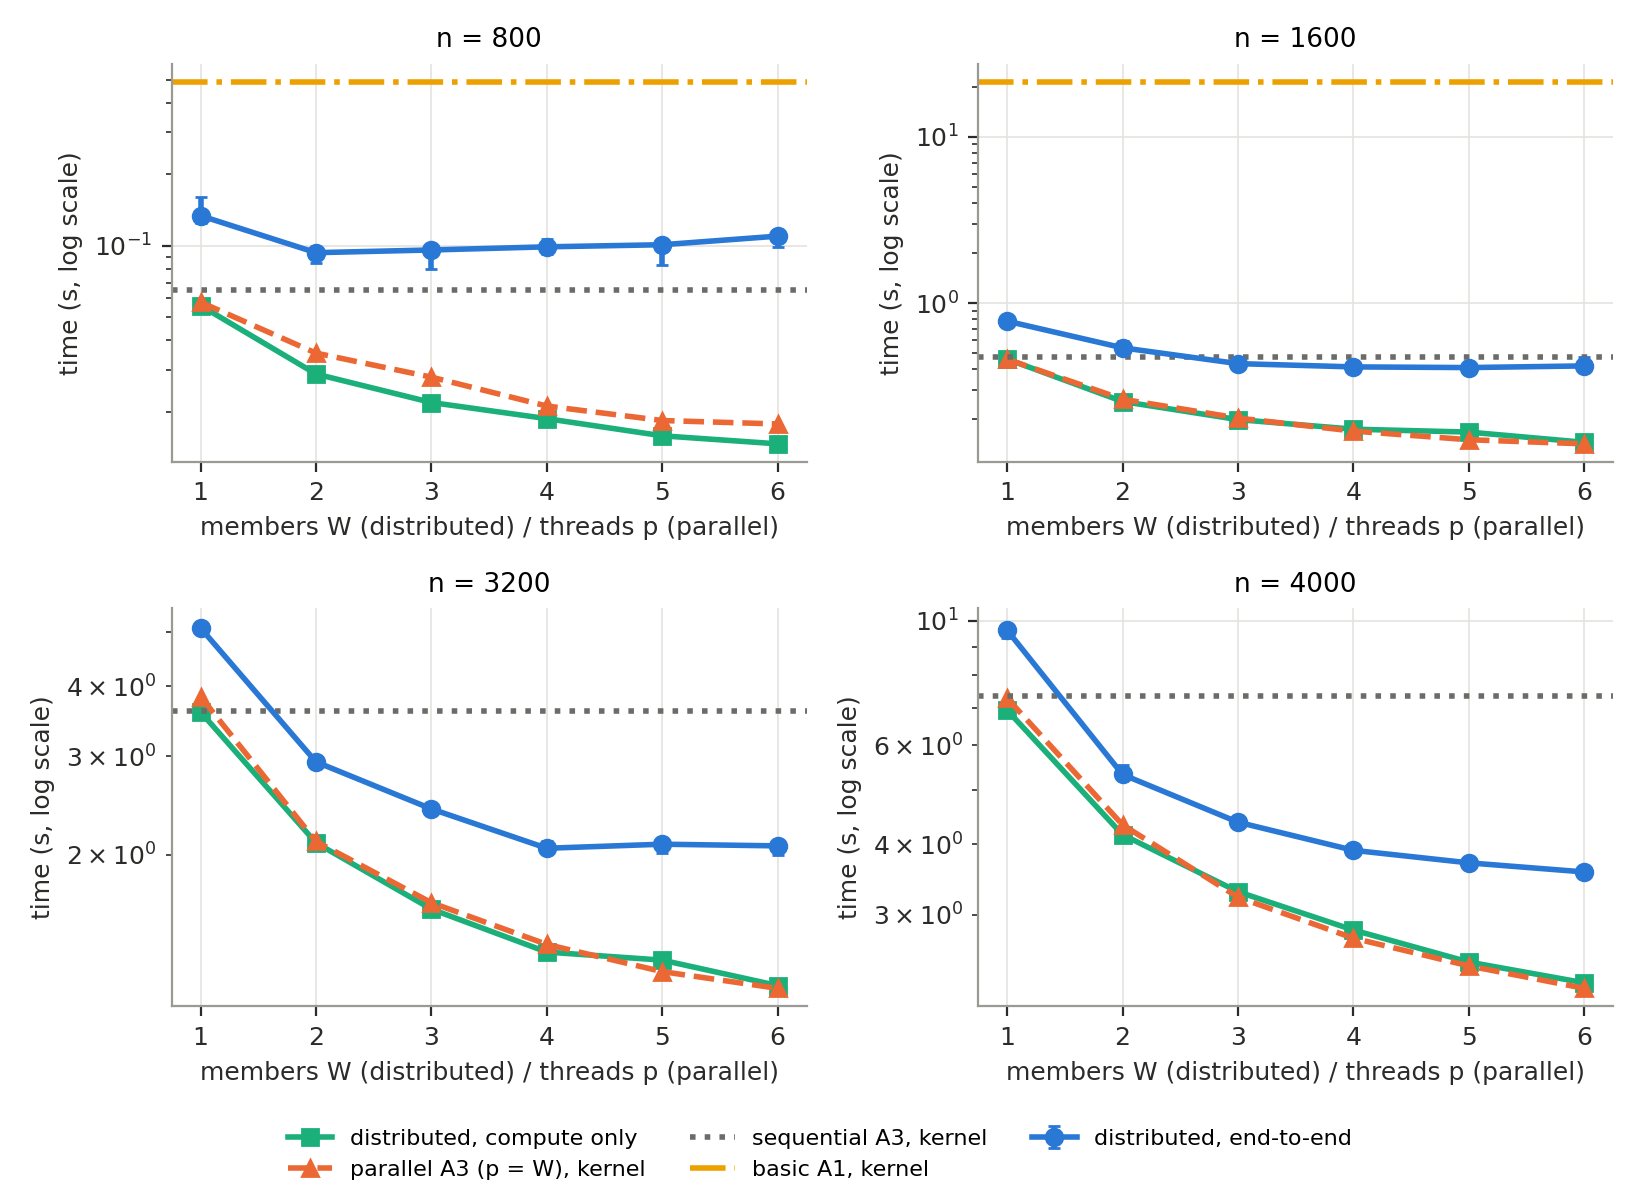 n = 800
time (s, log scale)
10⁻¹
1 2 3 4 5 6
members W (distributed) / threads p (parallel)
n = 1600
time (s, log scale)
10¹
10⁰
1 2 3 4 5 6
members W (distributed) / threads p (parallel)
n = 3200
time (s, log scale)
4 × 10⁰
3 × 10⁰
2 × 10⁰
1 2 3 4 5 6
members W (distributed) / threads p (parallel)
n = 4000
time (s, log scale)
10¹
6 × 10⁰
4 × 10⁰
3 × 10⁰
1 2 3 4 5 6
members W (distributed) / threads p (parallel)
distributed, compute only
parallel A3 (p = W), kernel
sequential A3, kernel
basic A1, kernel
distributed, end-to-end